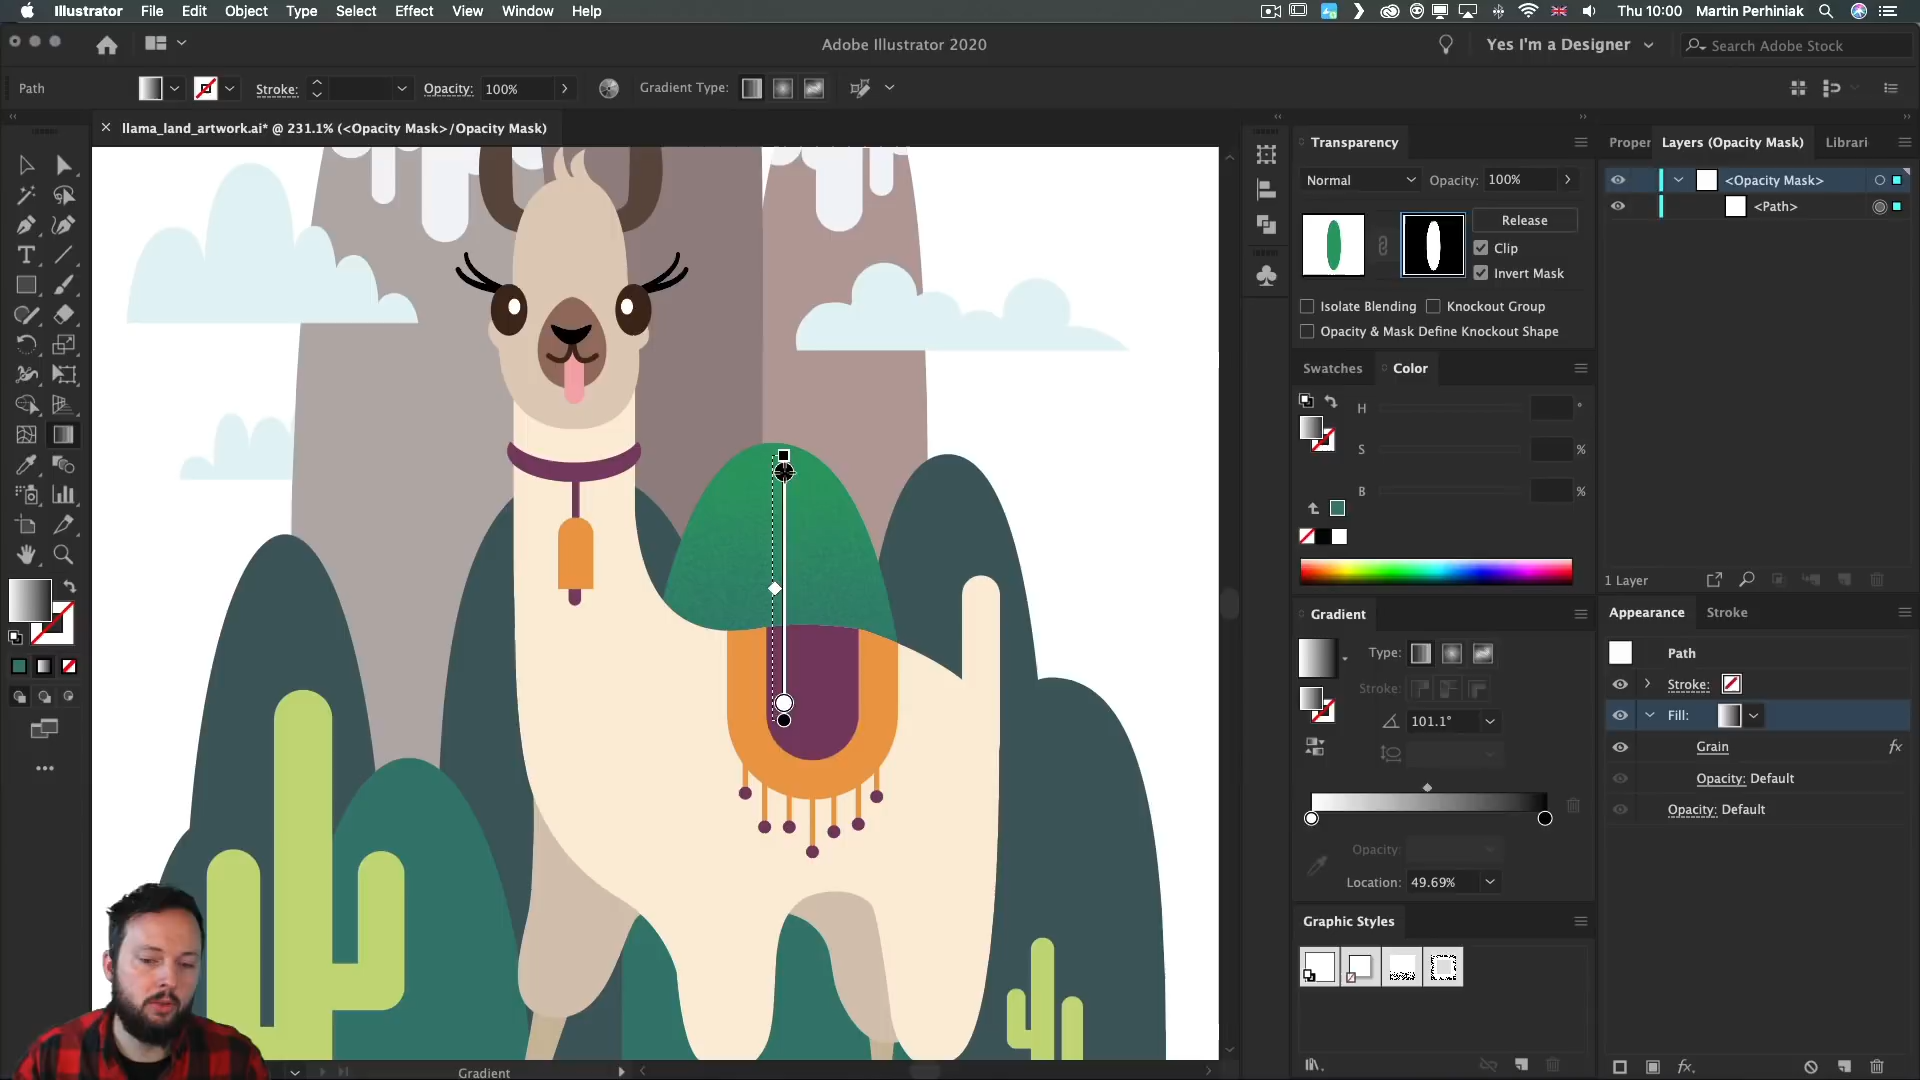 Illustrator File Edit Object Type Select Effect View Window Help Thu 10:00 Martin Perhiniak
Adobe Illustrator 2020 Yes I'm a Designer Search Adobe Stock
Path Stroke: Opacity: 100% Gradient Type:
llama_land_artwork.ai* @ 231.1% (<Opacity Mask>/Opacity Mask)
Transparency
Normal Opacity: 100%
Release
Clip
Invert Mask
Isolate Blending Knockout Group
Opacity & Mask Define Knockout Shape
Swatches Color
H °
S %
B %
Gradient
Type:
Stroke:
101.1°
Opacity:
Location: 49.69%
Graphic Styles
Proper Layers (Opacity Mask) Librari
<Opacity Mask>
<Path>
1 Layer
Appearance Stroke
Path
Stroke:
Fill:
Grain fx
Opacity: Default
Opacity: Default
fx
Gradient